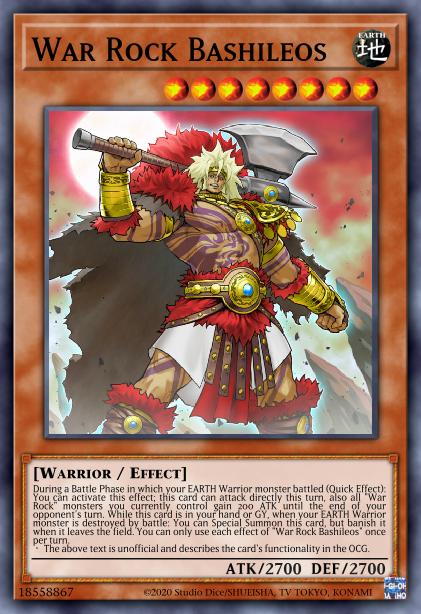 War Rock Bashileos
EARTH
地
[Warrior / Effect]
During a Battle Phase in which your EARTH Warrior monster battled (Quick Effect):
You can activate this effect; this card can attack directly this turn, also all "War
Rock" monsters you currently control gain 200 ATK until the end of your
opponent's turn. While this card is in your hand or GY, when your EARTH Warrior
monster is destroyed by battle: You can Special Summon this card, but banish it
when it leaves the field. You can only use each effect of "War Rock Bashileos" once
per turn.
· The above text is unofficial and describes the card's functionality in the OCG.
ATK/2700 DEF/2700
18558867
©2020 Studio Dice/SHUEISHA, TV TOKYO, KONAMI